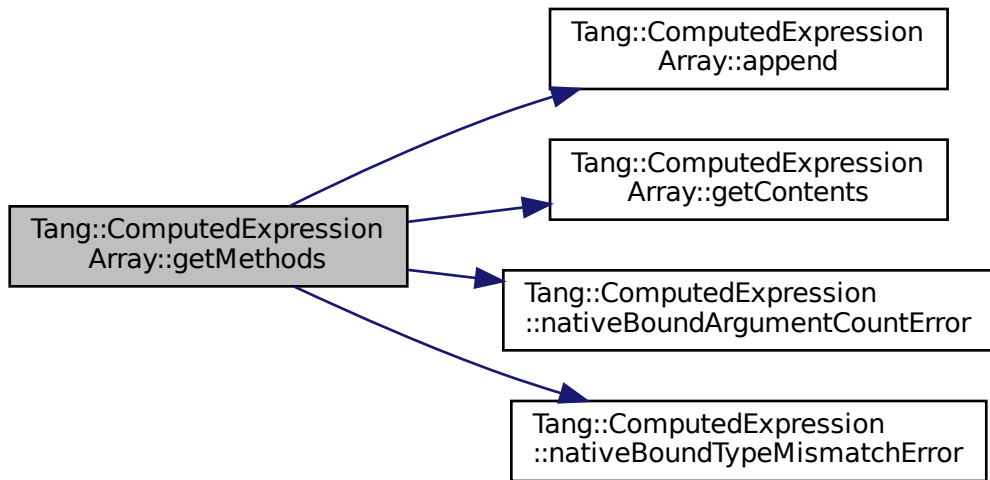 Tang::ComputedExpression
Array::getMethods
Tang::ComputedExpression
Array::append
Tang::ComputedExpression
Array::getContents
Tang::ComputedExpression
::nativeBoundArgumentCountError
Tang::ComputedExpression
::nativeBoundTypeMismatchError